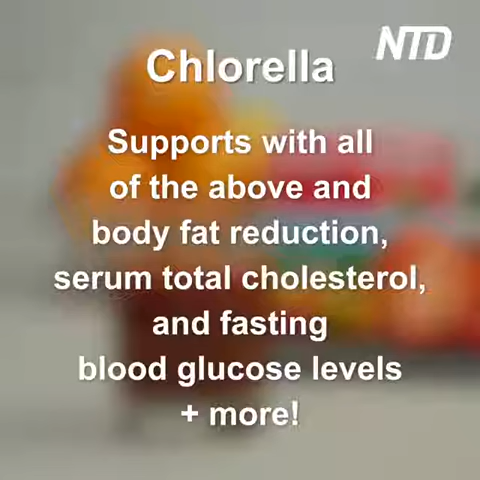 NTD
Chlorella
Supports with all
of the above and
body fat reduction,
serum total cholesterol,
and fasting
blood glucose levels
+ more!